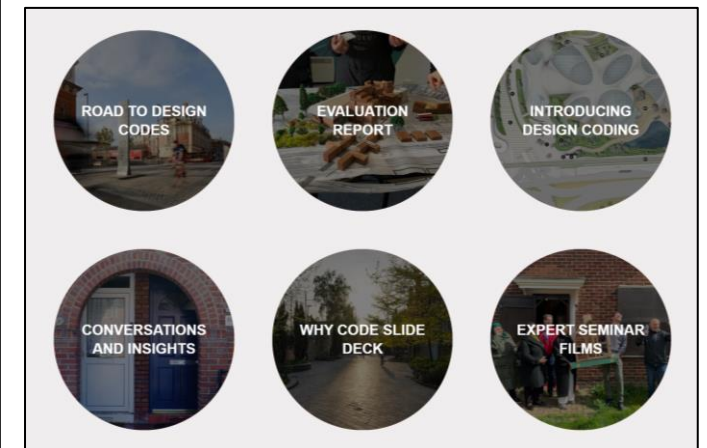 ROAD TO DESIGN
CODES
EVALUATION
REPORT
INTRODUCING
DESIGN CODING
CONVERSATIONS
AND INSIGHTS
WHY CODE SLIDE
DECK
EXPERT SEMINAR
FILMS